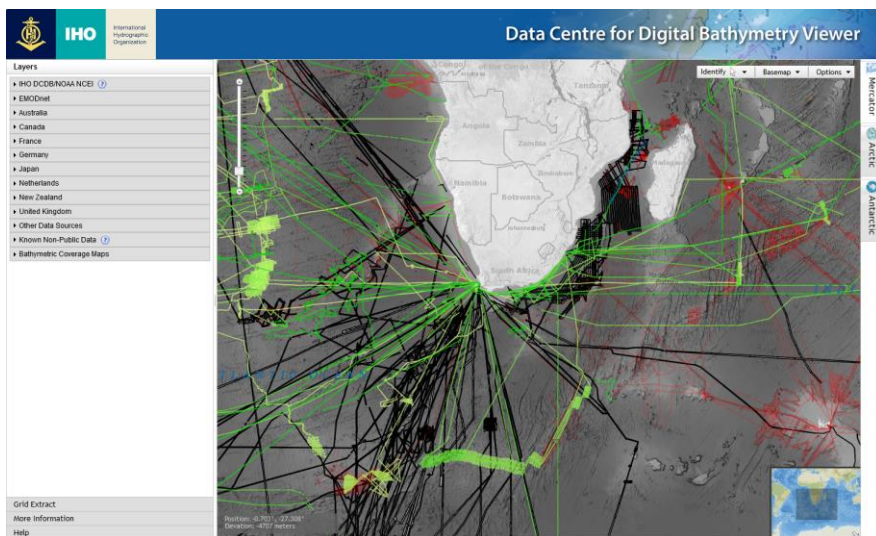 IHO
International
Hydrographic
Organization
Data Centre for Digital Bathymetry Viewer
Layers
IHO DCDB/NOAA NCEI
EMODnet
Australia
Canada
France
Germany
Japan
Netherlands
New Zealand
United Kingdom
Other Data Sources
Known Non-Public Data
Bathymetric Coverage Maps
Grid Extract
More Information
Help
Identify
Basemap
Options
Mercator
Arctic
Antarctic
Tanzania
Angola
Zambia
Zimbabwe
Namibia
Botswana
Johannesburg
South Africa
Position: -0.703°, -27.308°
Elevation: -4707 meters